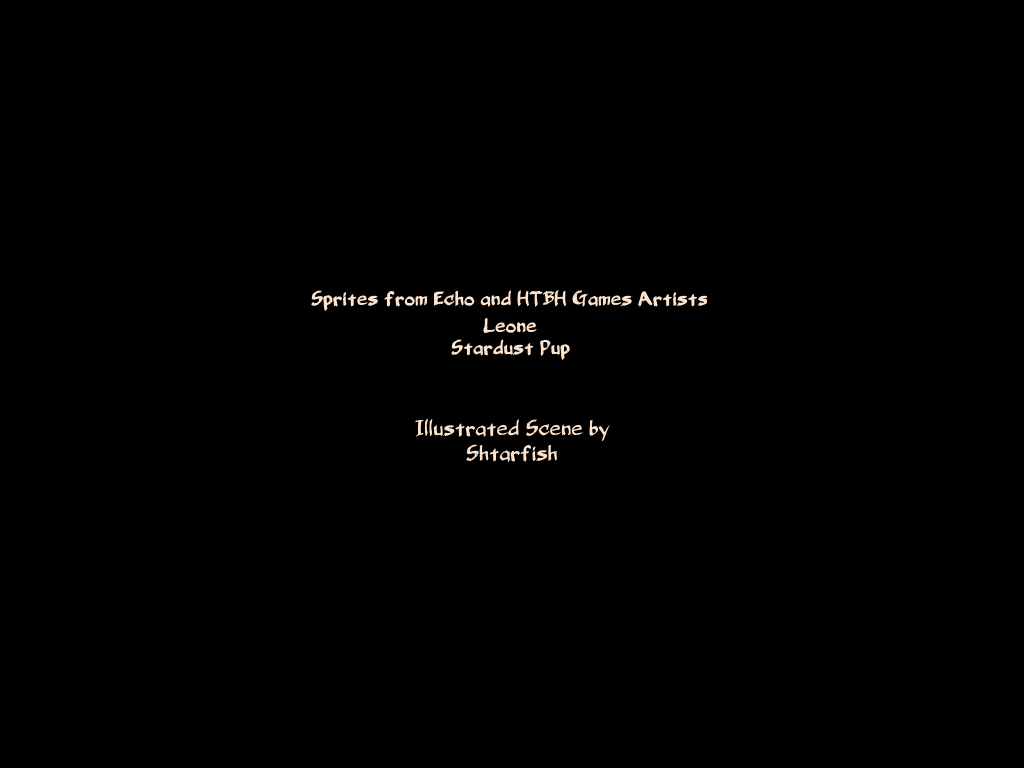 Sprites from Echo and HTBH Games Artists
Leone
Stardust Pup
Illustrated Scene by
Shtarfish